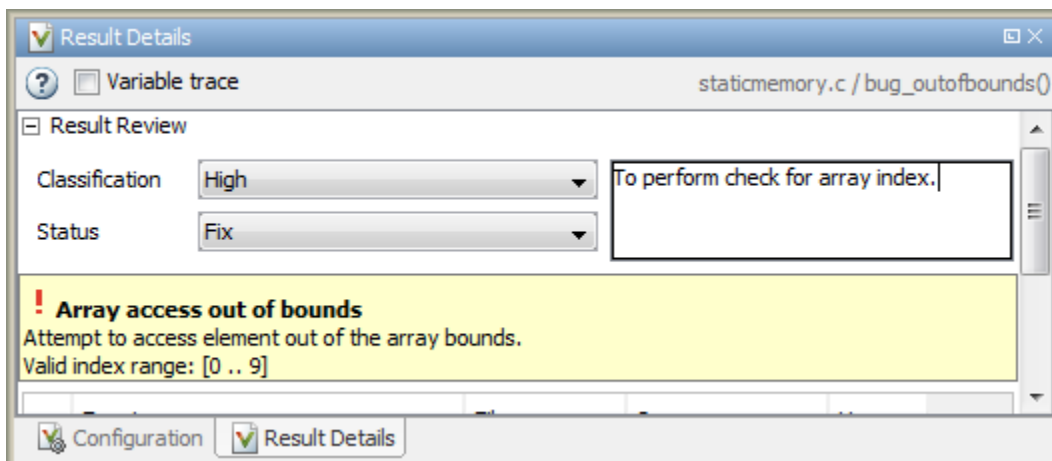 Result Details
Variable trace
staticmemory.c / bug_outofbounds()
Result Review
Classification
High
To perform check for array index.
Status
Fix
! Array access out of bounds
Attempt to access element out of the array bounds.
Valid index range: [0 .. 9]
Configuration
Result Details